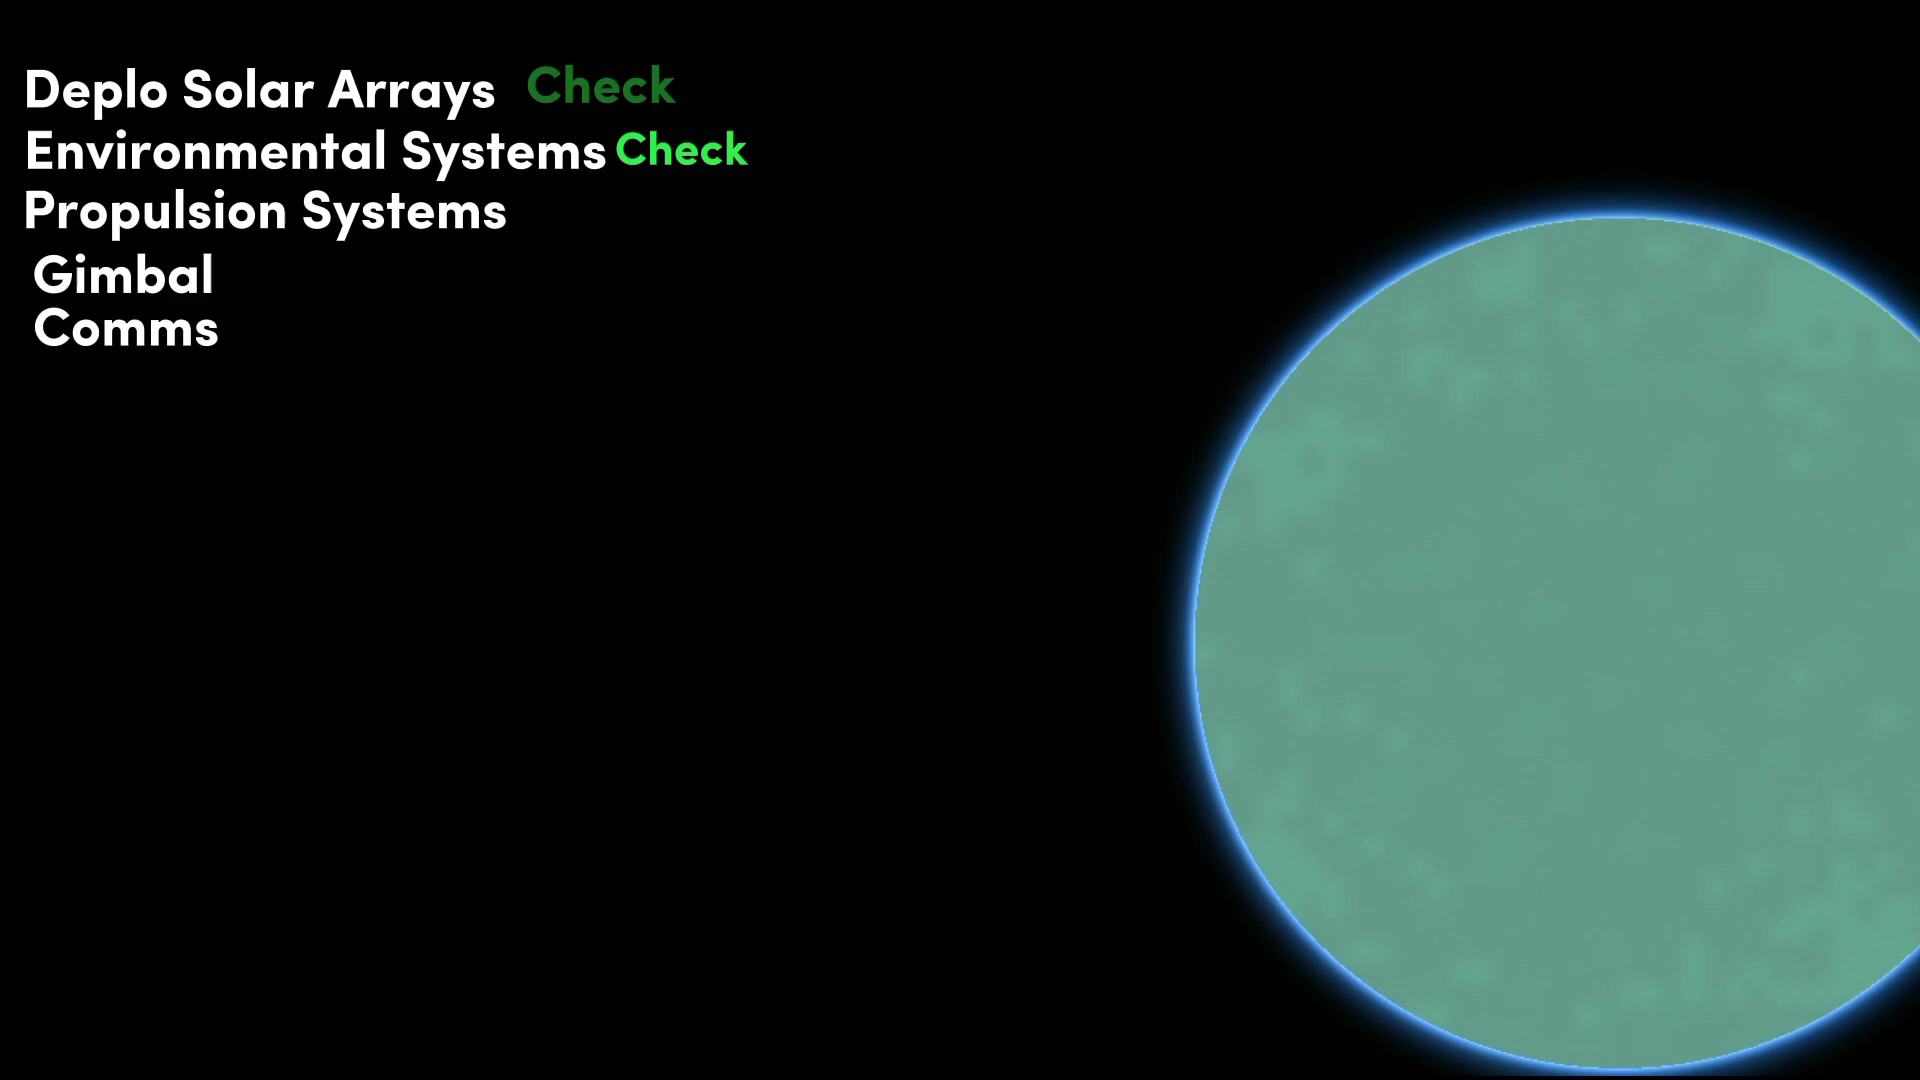 Deplo Solar Arrays Check
Environmental Systems Check
Propulsion Systems
Gimbal
Comms